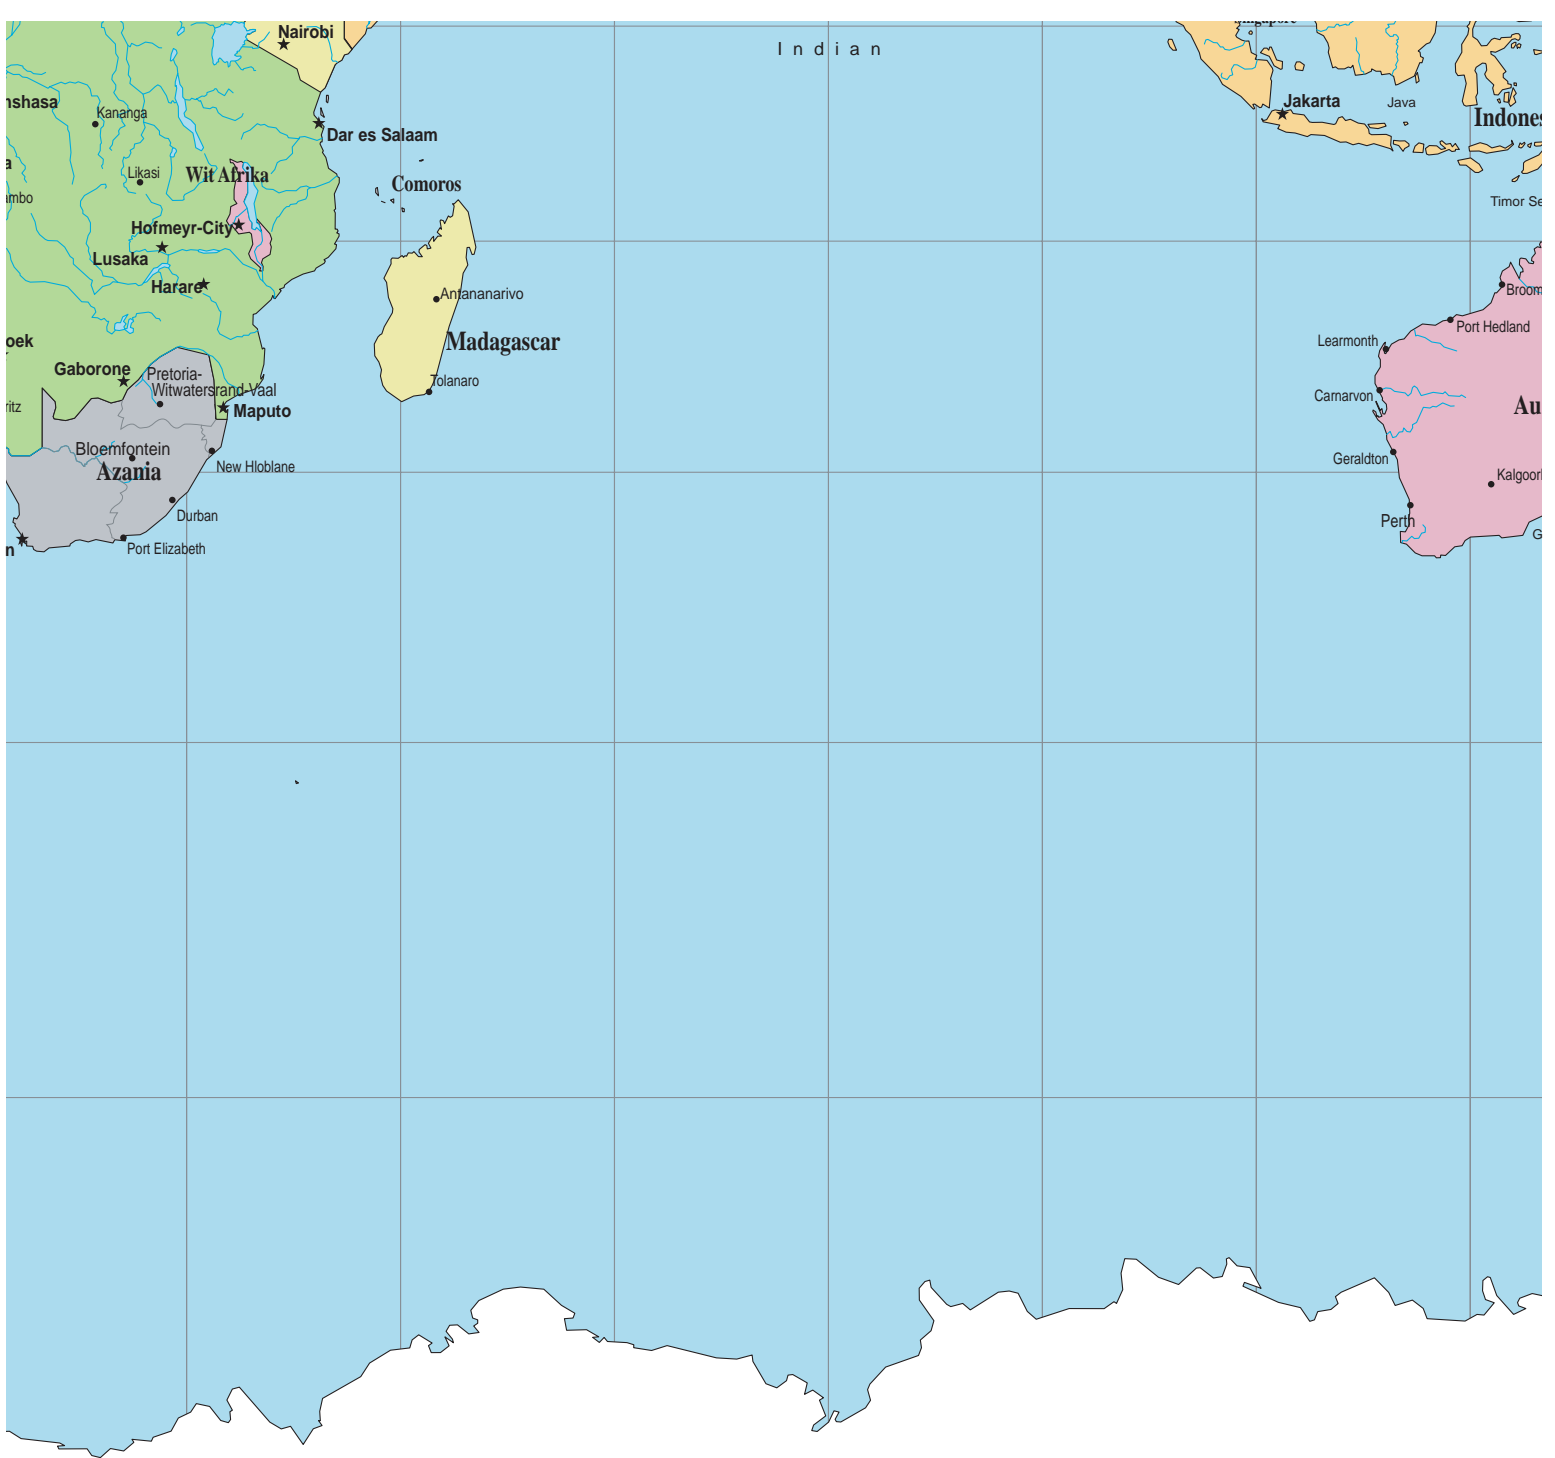 Nairobi
Indian
nshasa
Kananga
Jakarta
Java
Indones
Dar es Salaam
a
Likasi
Wit Afrika
Comoros
ambo
Timor Se
Hofmeyr-City
Lusaka
Harare
Antananarivo
Broom
Port Hedland
oek
Madagascar
Learmonth
Gaborone
Pretoria-
Witwatersrand-Vaal
Tolanaro
Carnarvon
ritz
Maputo
Au
Bloemfontein
Azania
New Hloblane
Geraldton
Kalgoorl
Durban
Perth
n
Port Elizabeth
G